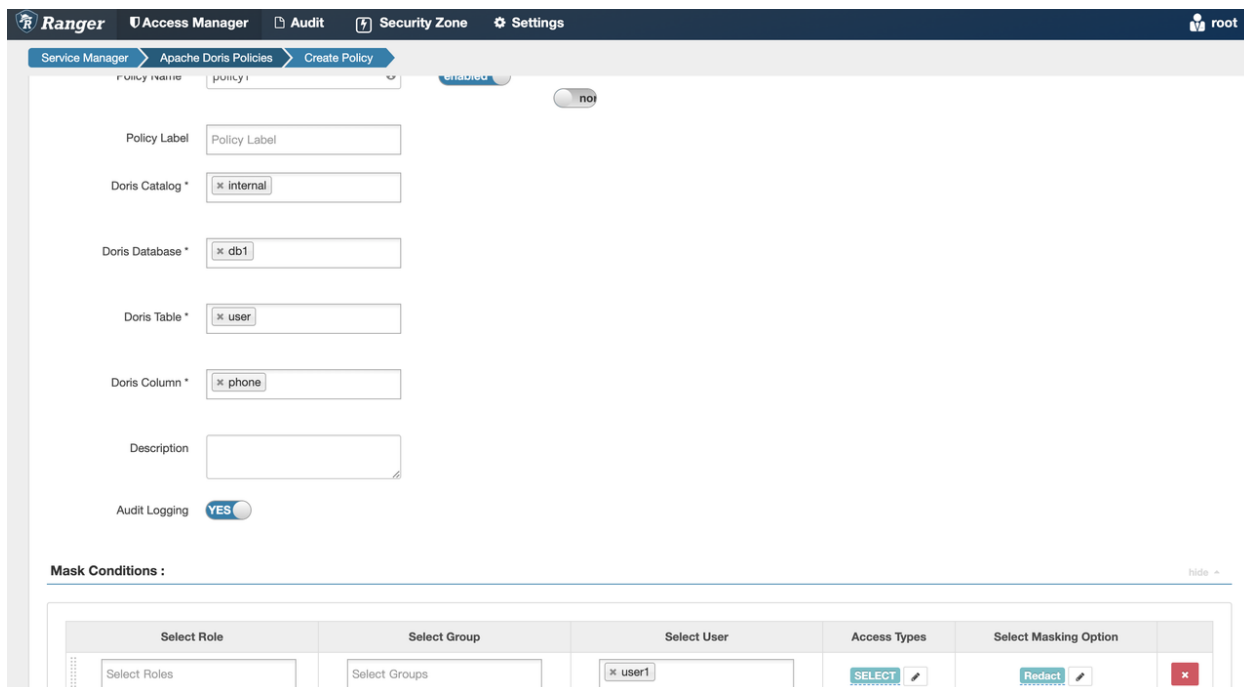 Ranger Access Manager Audit Security Zone Settings root
Service Manager Apache Doris Policies Create Policy
Policy Name policy1 enabled
nor
Policy Label Policy Label
Doris Catalog * × internal
Doris Database * × db1
Doris Table * × user
Doris Column * × phone
Description
Audit Logging YES
Mask Conditions : hide
Select Role Select Group Select User Access Types Select Masking Option
Select Roles Select Groups × user1 SELECT Redact ×